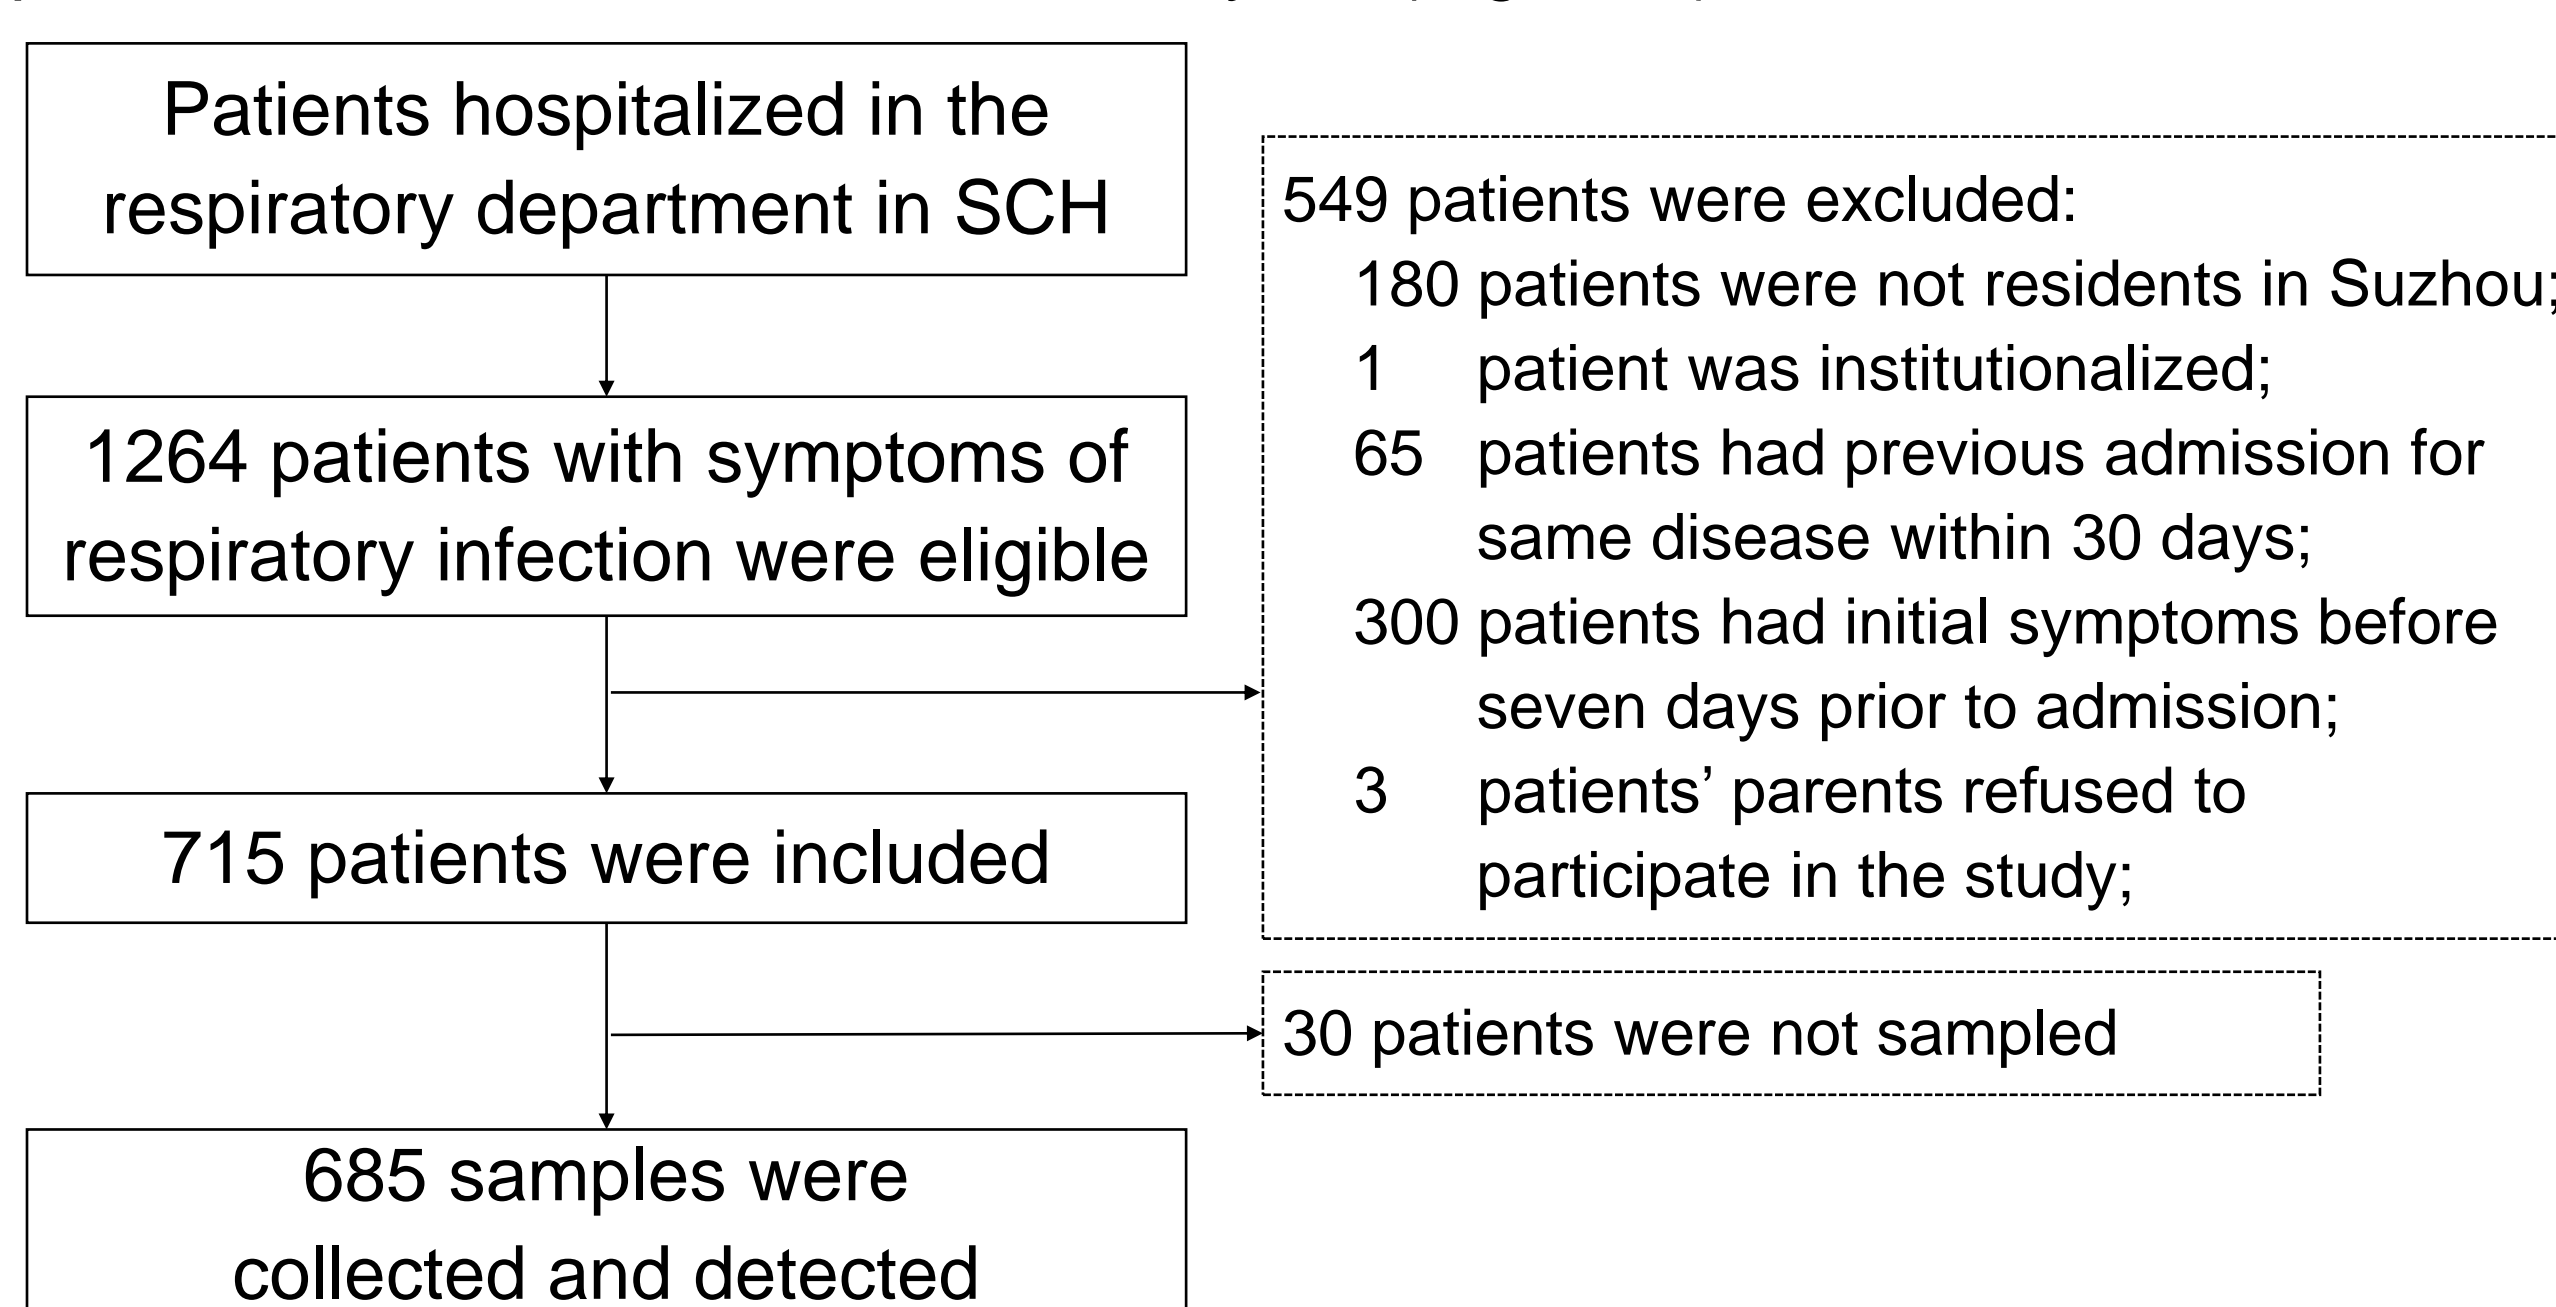 Patients hospitalized in the
respiratory department in SCH
1264 patients with symptoms of
respiratory infection were eligible
549 patients were excluded:
180 patients were not residents in Suzhou;
1 patient was institutionalized;
65 patients had previous admission for
same disease within 30 days;
300 patients had initial symptoms before
seven days prior to admission;
3 patients’ parents refused to
participate in the study;
715 patients were included
30 patients were not sampled
685 samples were
collected and detected